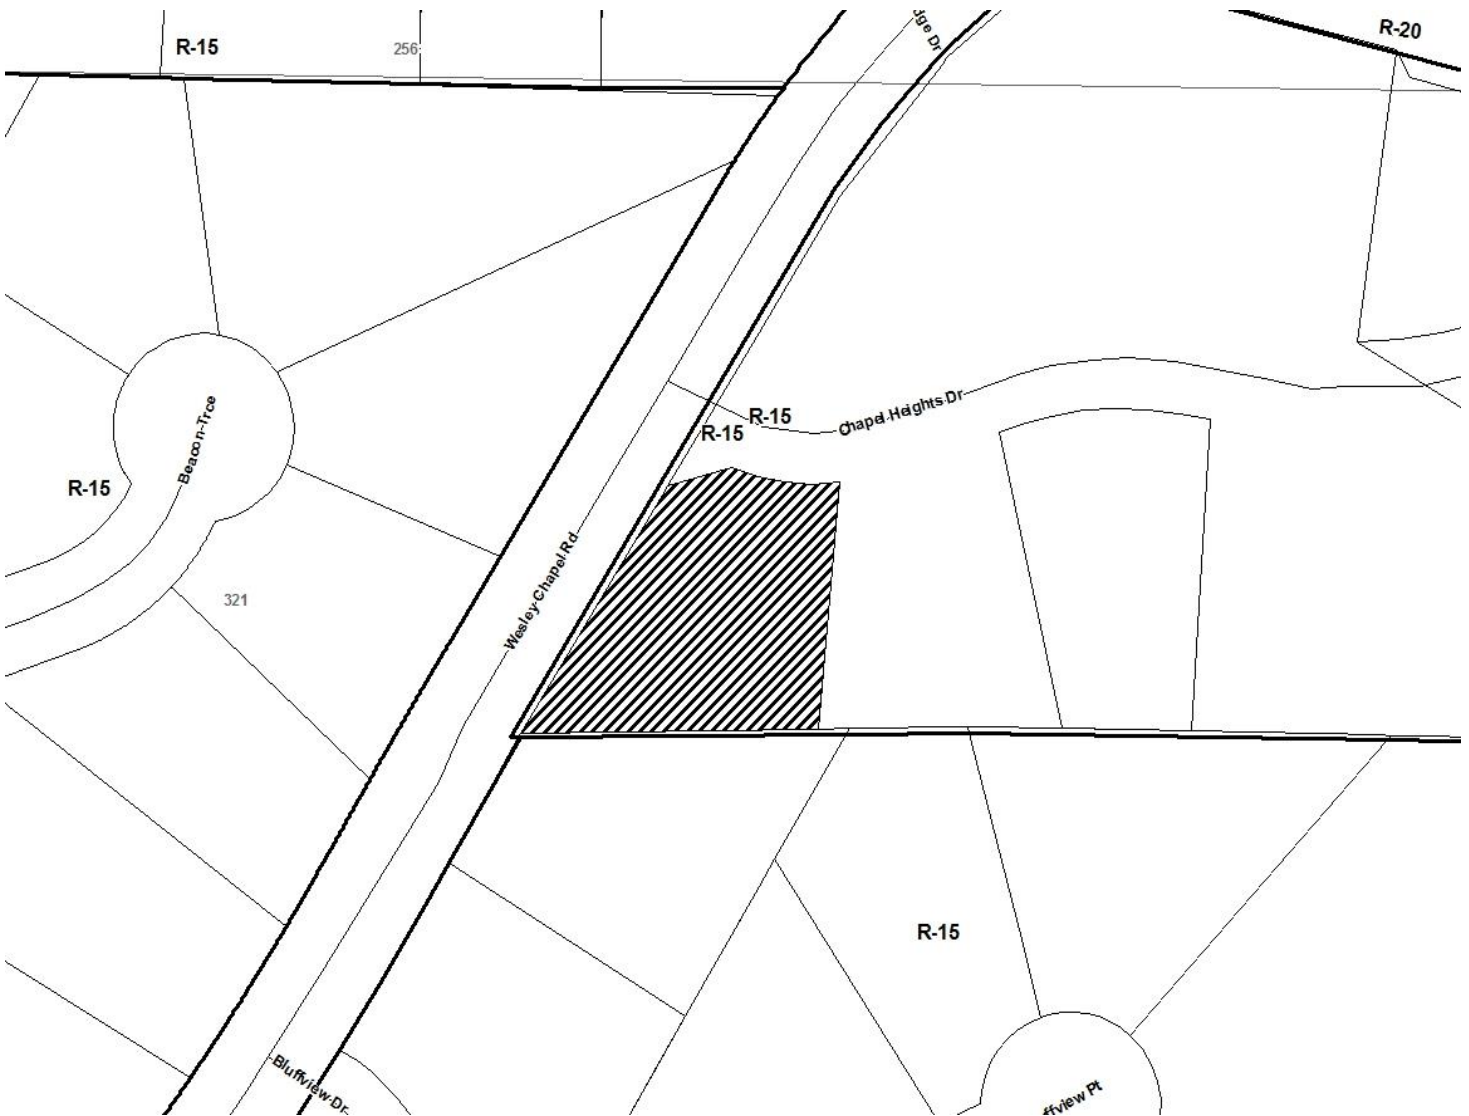 dge Dr
R-20
R-15
256
R-15
R-15
Chapel Heights Dr
Beacon Trce
R-15
Wesley Chapel Rd
321
R-15
Bluffview Dr
ffview Pt